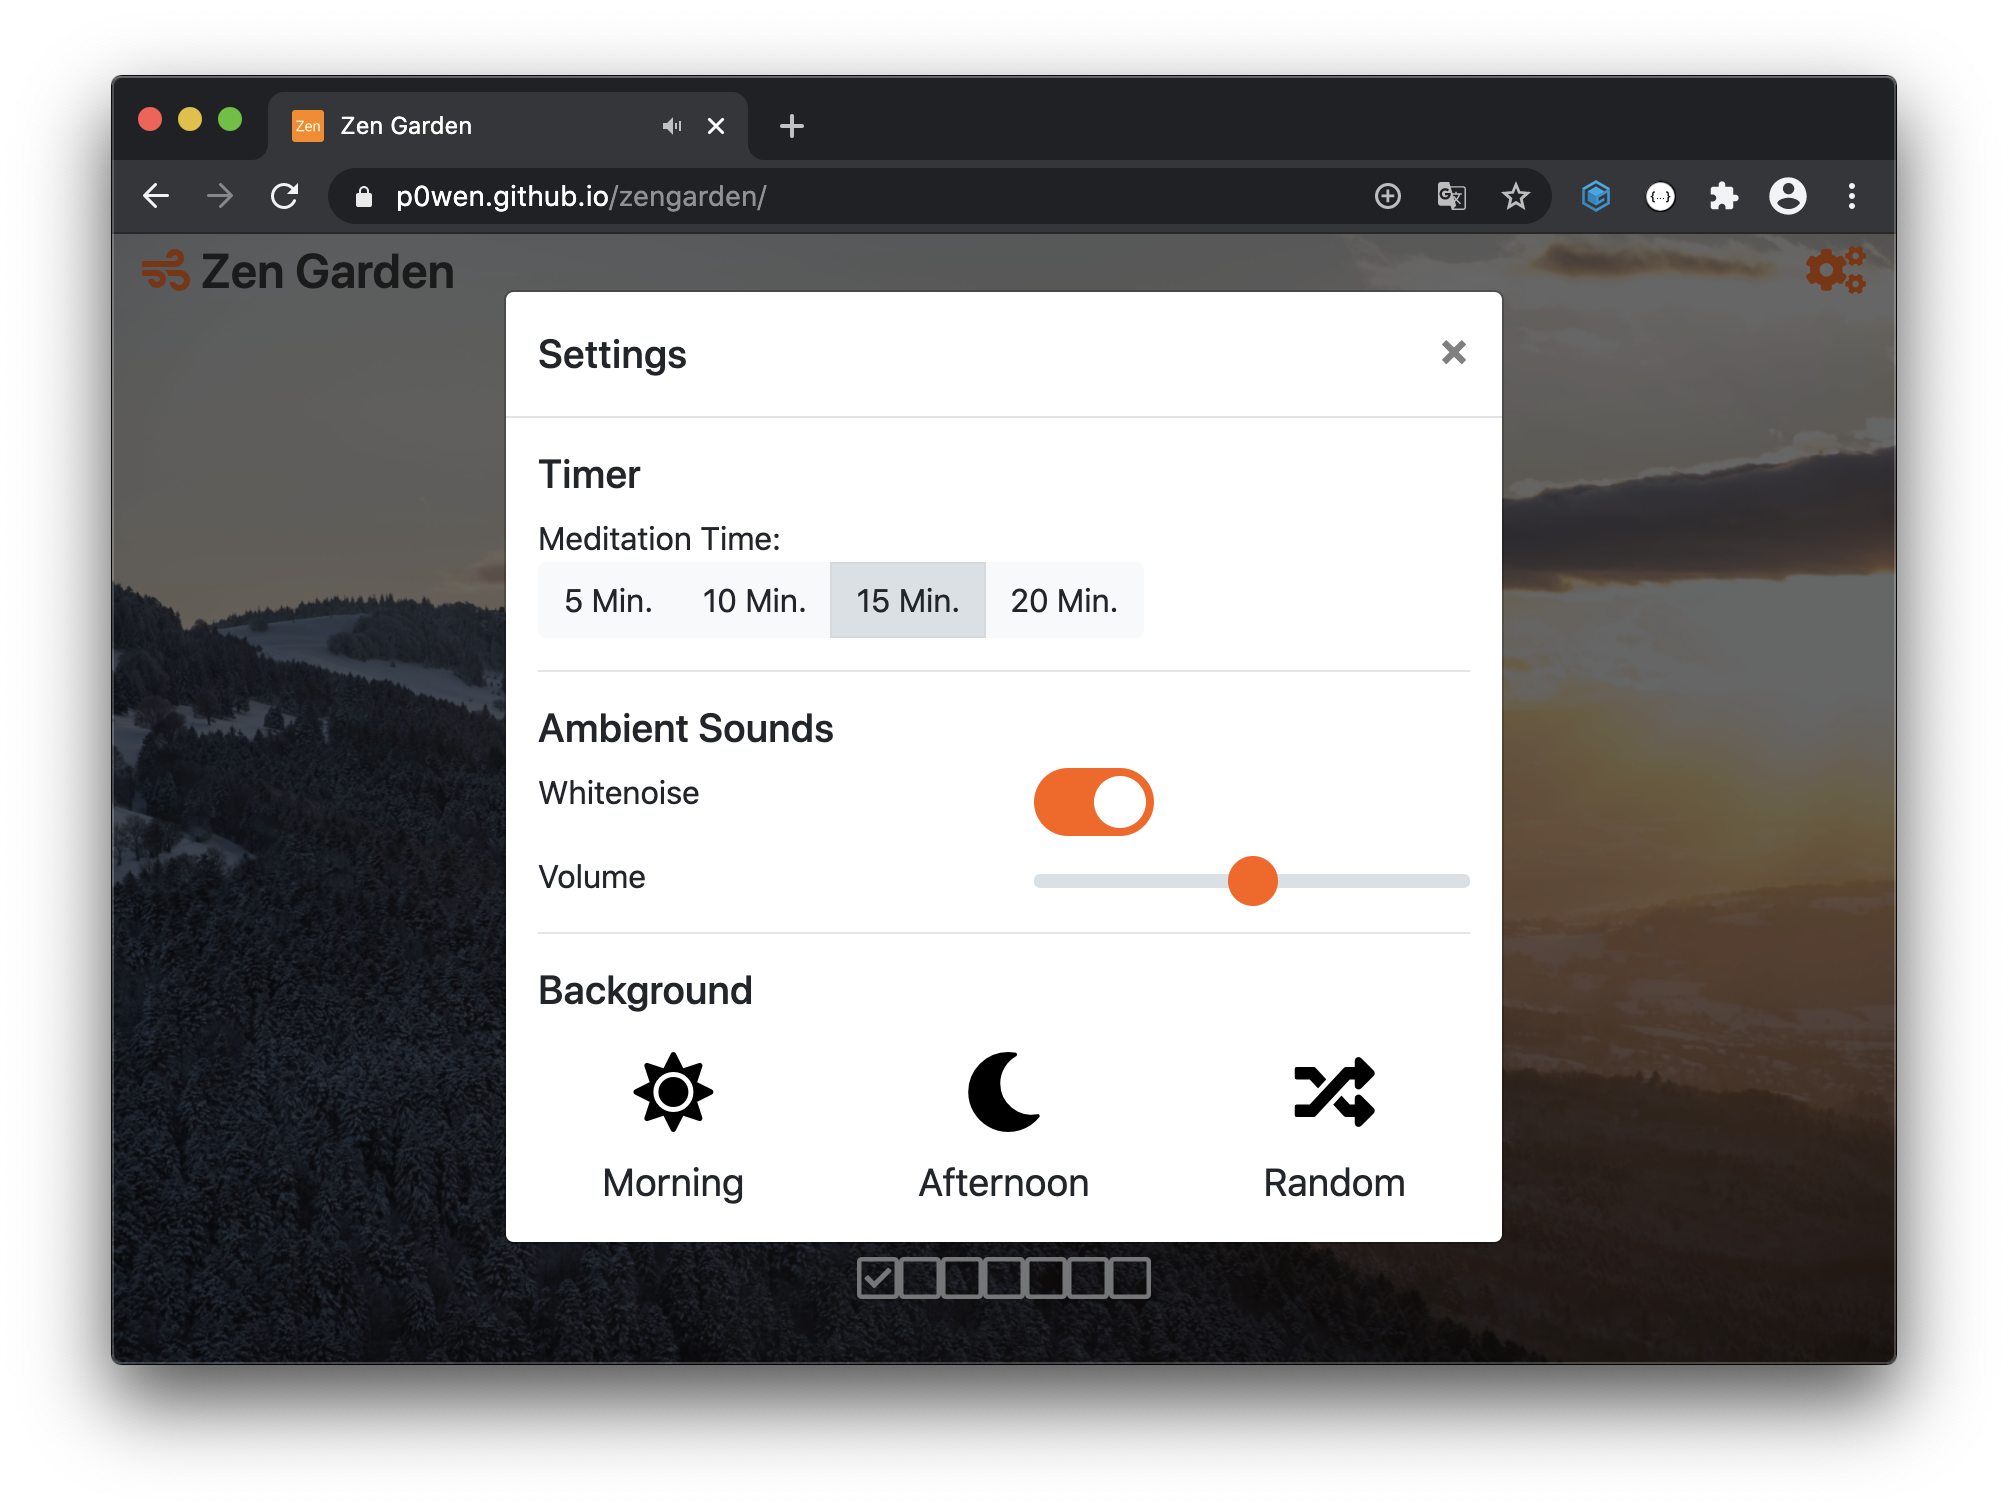 Zen Zen Garden
p0wen.github.io/zengarden/
Zen Garden
Settings
Timer
Meditation Time:
5 Min. 10 Min. 15 Min. 20 Min.
Ambient Sounds
Whitenoise
Volume
Background
Morning Afternoon Random